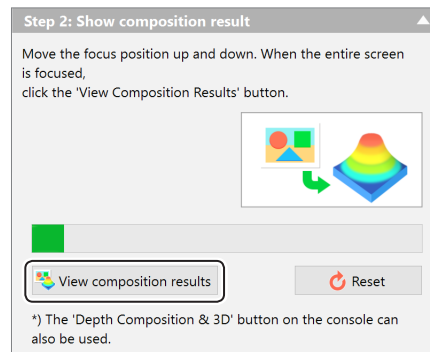 Step 2: Show composition result
Move the focus position up and down. When the entire screen
is focused,
click the 'View Composition Results' button.
View composition results
Reset
*) The 'Depth Composition & 3D' button on the console can
also be used.